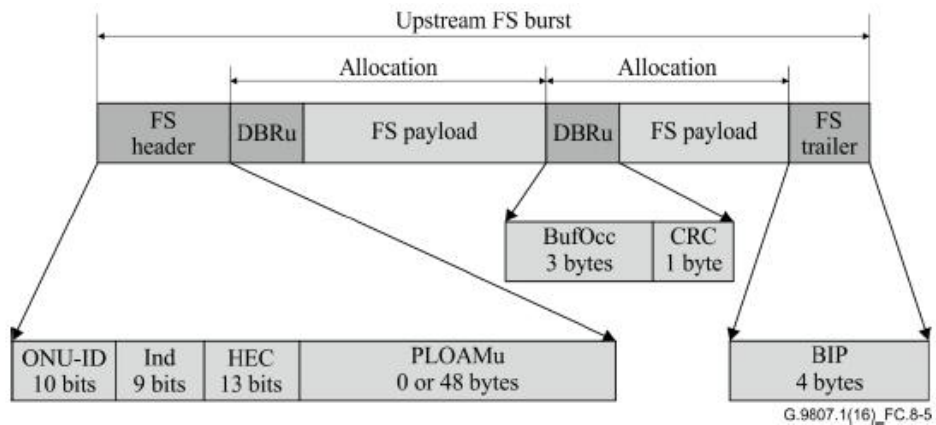 Upstream FS burst
Allocation
Allocation
FS
header
DBRu
FS payload
DBRu
FS payload
FS
trailer
BufOcc
3 bytes
CRC
1 byte
ONU-ID
10 bits
Ind
9 bits
HEC
13 bits
PLOAMu
0 or 48 bytes
BIP
4 bytes
G.9807.1(16)_FC.8-5